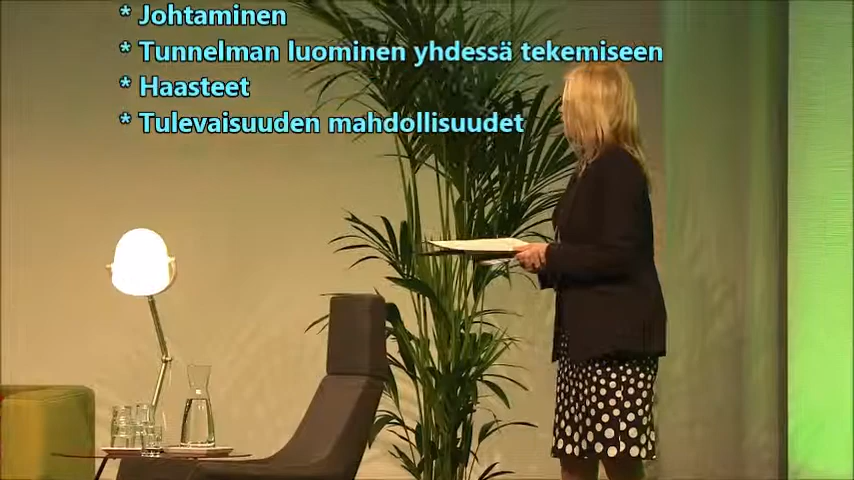 * Johtaminen
* Tunnelman luominen yhdessä tekemiseen
* Haasteet
* Tulevaisuuden mahdollisuudet